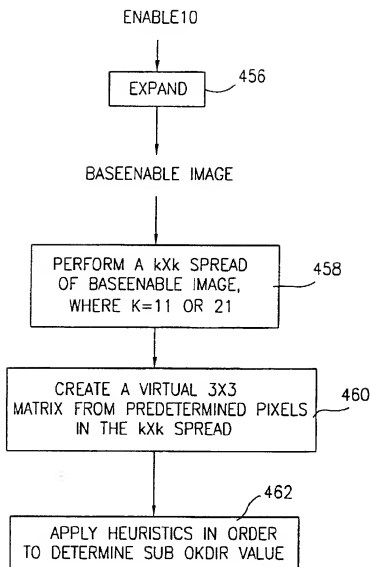 ENABLE10
EXPAND
456
BASEENABLE IMAGE
PERFORM A kXk SPREAD
OF BASEENABLE IMAGE,
WHERE K=11 OR 21
458
CREATE A VIRTUAL 3X3
MATRIX FROM PREDETERMINED PIXELS
IN THE kXk SPREAD
460
462
APPLY HEURISTICS IN ORDER
TO DETERMINE SUB OKDIR VALUE